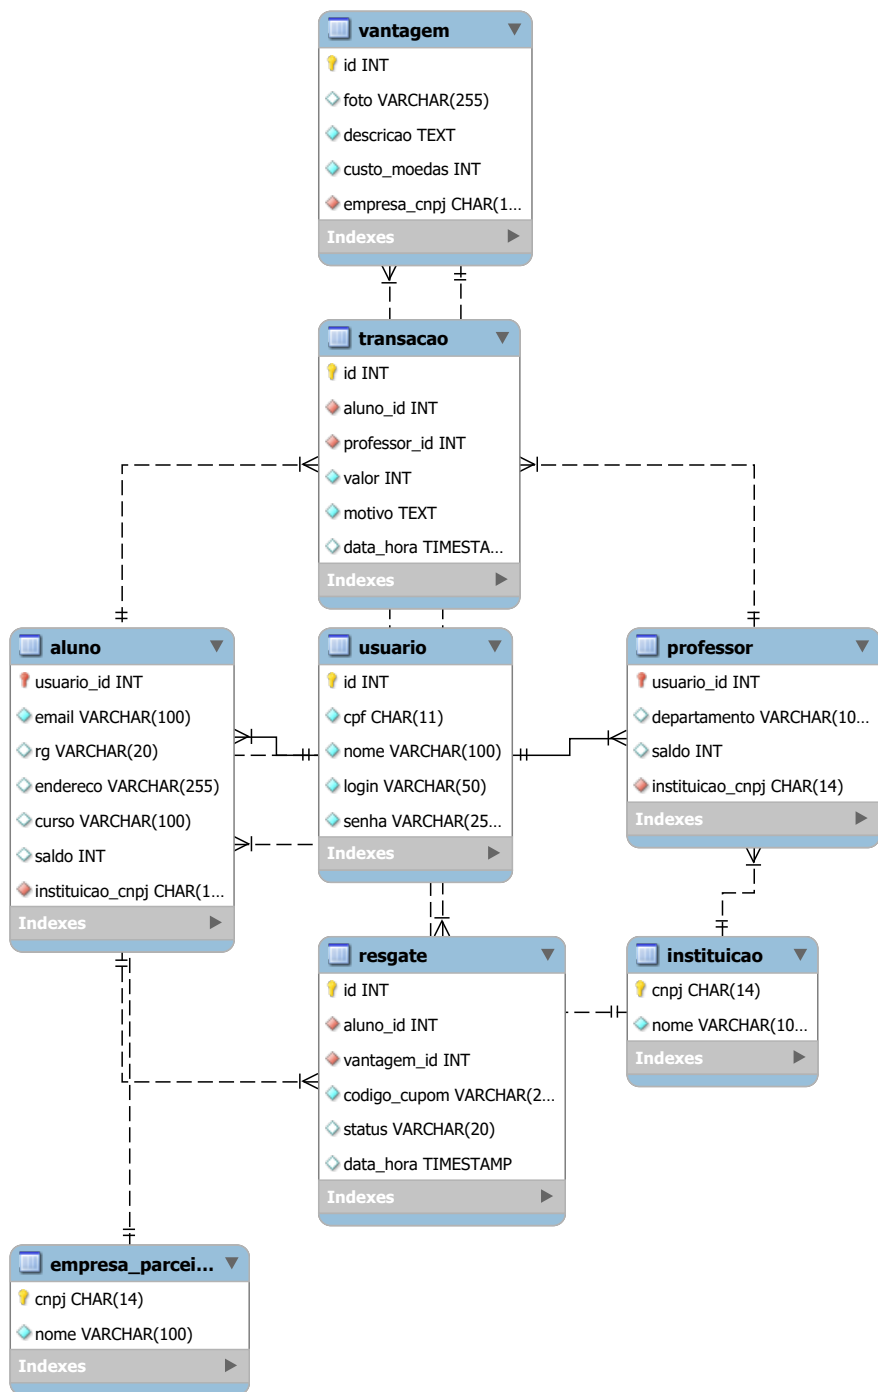 vantagem
id INT
foto VARCHAR(255)
descricao TEXT
custo_moedas INT
empresa_cnpj CHAR(1...
Indexes
transacao
id INT
aluno_id INT
professor_id INT
valor INT
motivo TEXT
data_hora TIMESTA...
Indexes
aluno
usuario_id INT
email VARCHAR(100)
rg VARCHAR(20)
endereco VARCHAR(255)
curso VARCHAR(100)
saldo INT
instituicao_cnpj CHAR(1...
Indexes
usuario
id INT
cpf CHAR(11)
nome VARCHAR(100)
login VARCHAR(50)
senha VARCHAR(25...
Indexes
professor
usuario_id INT
departamento VARCHAR(10...
saldo INT
instituicao_cnpj CHAR(14)
Indexes
resgate
id INT
aluno_id INT
vantagem_id INT
codigo_cupom VARCHAR(2...
status VARCHAR(20)
data_hora TIMESTAMP
Indexes
instituicao
cnpj CHAR(14)
nome VARCHAR(10...
Indexes
empresa_parcei...
cnpj CHAR(14)
nome VARCHAR(100)
Indexes